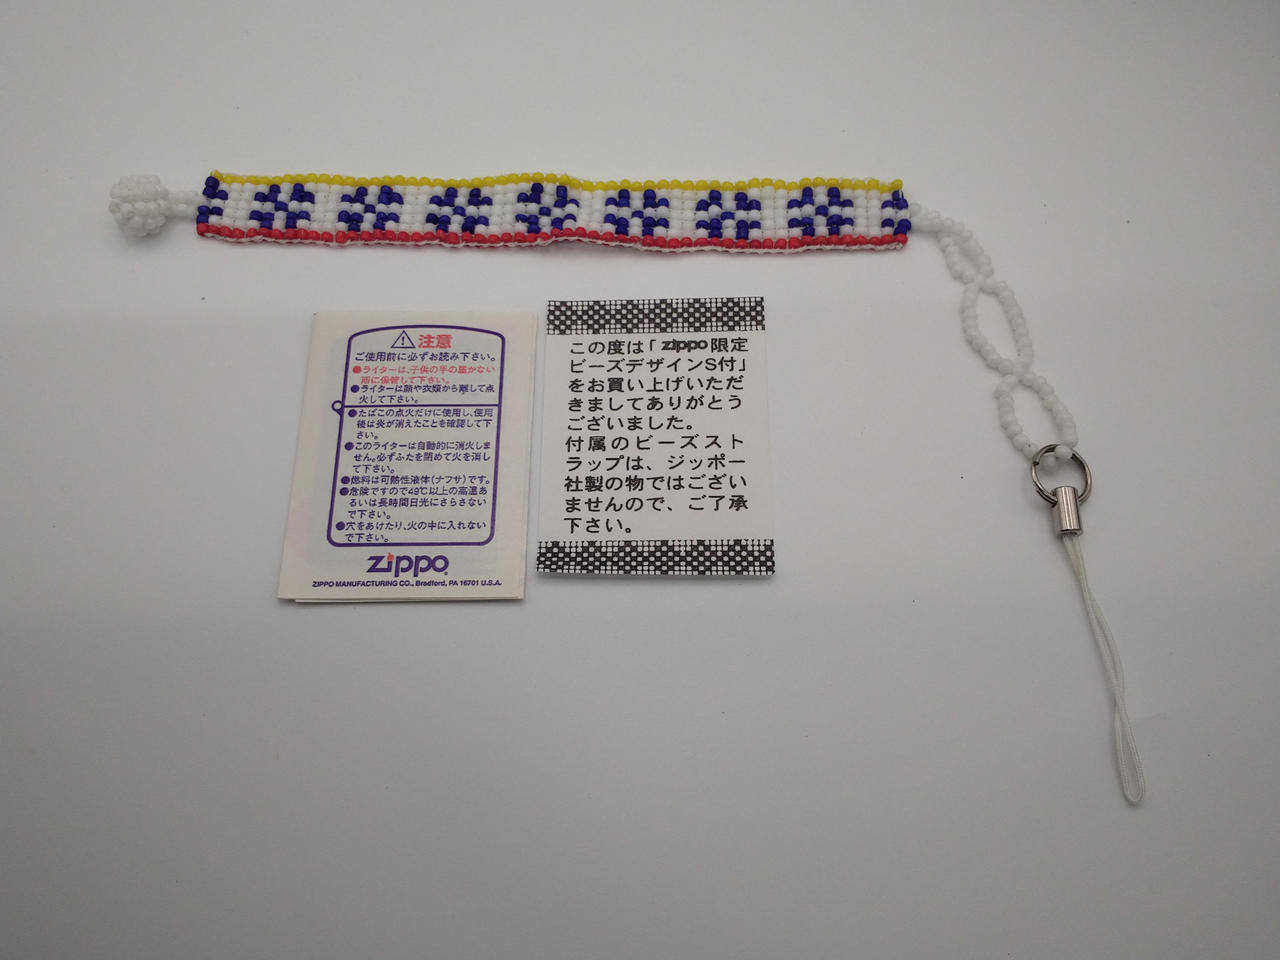 注意
ご使用前に必ずお読み下さい。
●ライターは、子供の手の届かない
所に保管して下さい。
●ライターは顔や衣類から離して点
火して下さい。
●たばこの点火だけに使用し、使用
後は炎が消えたことを確認して下
さい。
●このライターは自動的に消火しま
せん。必ずふたを閉めて火を消し
て下さい。
●燃料は可熱性液体(ナフサ)です。
●危険ですので49℃以上の高温あ
るいは長時間日光にさらさない
で下さい。
●穴をあけたり、火の中に入れない
で下さい。
zippo
ZIPPO MANUFACTURING CO., Bradford, PA 16701 U.S.A.
この度は「zippo限定
ビーズデザインS付」
をお買い上げいただ
きましてありがとう
ございました。
付属のビーズスト
ラップは、ジッポー
社製の物ではござい
ませんので、ご了承
下さい。